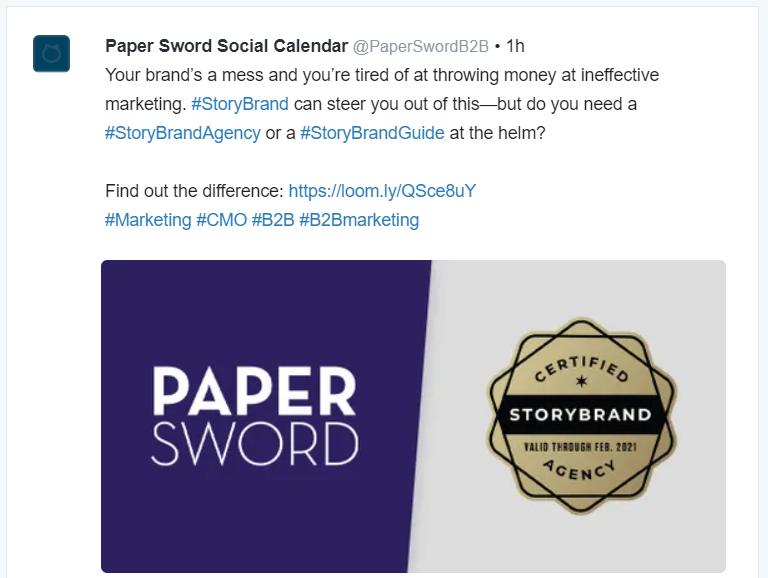 Paper Sword Social Calendar @PaperSwordB2B • 1h
Your brand’s a mess and you’re tired of at throwing money at ineffective
marketing. #StoryBrand can steer you out of this—but do you need a
#StoryBrandAgency or a #StoryBrandGuide at the helm?
Find out the difference: https://loom.ly/QSce8uY
#Marketing #CMO #B2B #B2Bmarketing
PAPER
SWORD
CERTIFIED
STORYBRAND
VALID THROUGH FEB. 2021
AGENCY